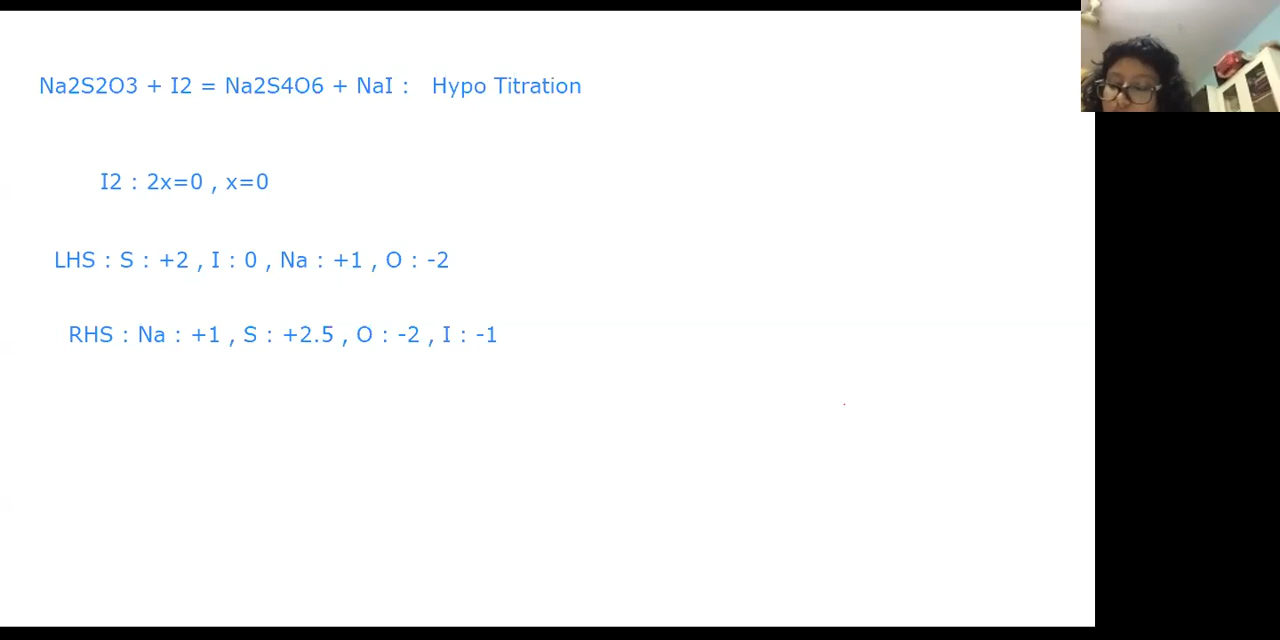 Na2S2O3 + I2 = Na2S4O6 + NaI : Hypo Titration
I2 : 2x=0 , x=0
LHS : S : +2 , I : 0 , Na : +1 , O : -2
RHS : Na : +1 , S : +2.5 , O : -2 , I : -1